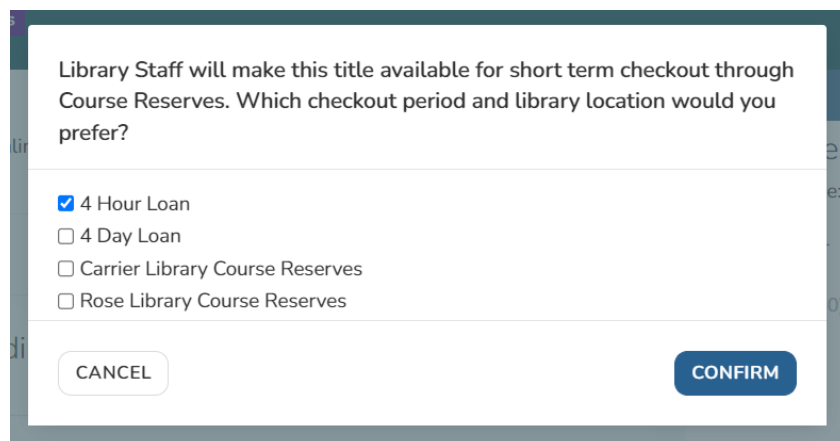 Library Staff will make this title available for short term checkout through
Course Reserves. Which checkout period and library location would you
prefer?
4 Hour Loan
4 Day Loan
Carrier Library Course Reserves
Rose Library Course Reserves
CANCEL
CONFIRM